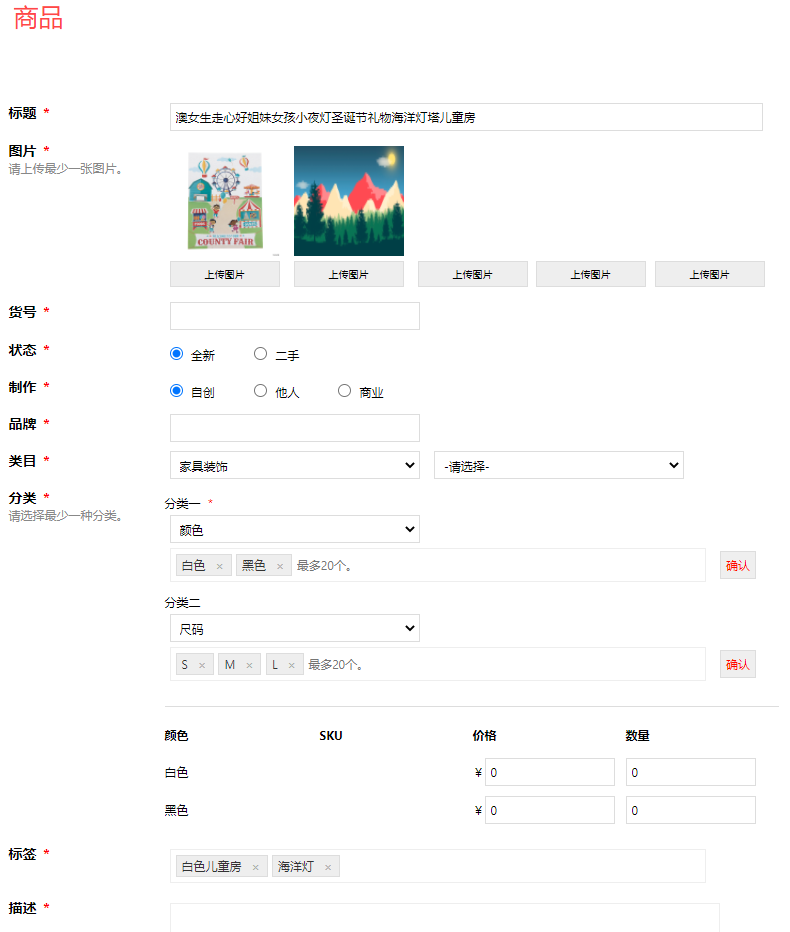 商品
标题 *
澳女生走心好姐妹女孩小夜灯圣诞节礼物海洋灯塔儿童房
图片 *
请上传最少一张图片。
COUNTY FAIR
上传图片 上传图片 上传图片 上传图片 上传图片
货号 *
状态 * 全新 二手
制作 * 自创 他人 商业
品牌 *
类目 * 家具装饰 -请选择-
分类 *
请选择最少一种分类。
分类一 *
颜色
白色 × 黑色 × 最多20个。 确认
分类二
尺码
S × M × L × 最多20个。 确认
颜色 SKU 价格 数量
白色 ¥ 0 0
黑色 ¥ 0 0
标签 * 白色儿童房 × 海洋灯 ×
描述 *